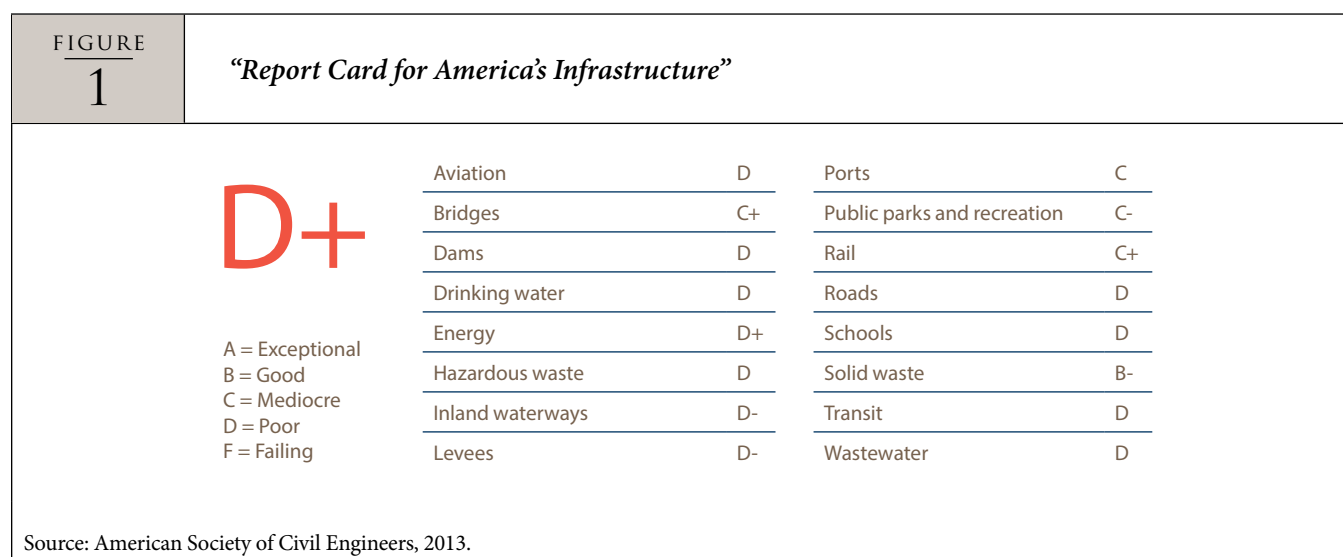 FIGURE
1
“Report Card for America’s Infrastructure”
D+
A = Exceptional
B = Good
C = Mediocre
D = Poor
F = Failing
Aviation D
Bridges C+
Dams D
Drinking water D
Energy D+
Hazardous waste D
Inland waterways D-
Levees D-
Ports C
Public parks and recreation C-
Rail C+
Roads D
Schools D
Solid waste B-
Transit D
Wastewater D
Source: American Society of Civil Engineers, 2013.